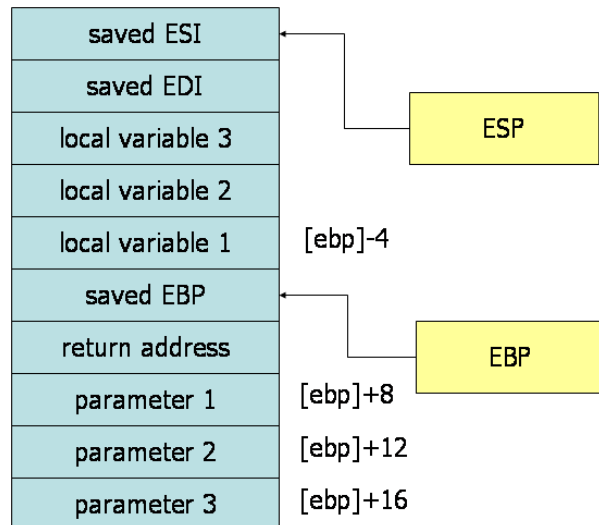 saved ESI
saved EDI
ESP
local variable 3
local variable 2
local variable 1
[ebp]-4
saved EBP
return address
EBP
parameter 1
[ebp]+8
parameter 2
[ebp]+12
parameter 3
[ebp]+16